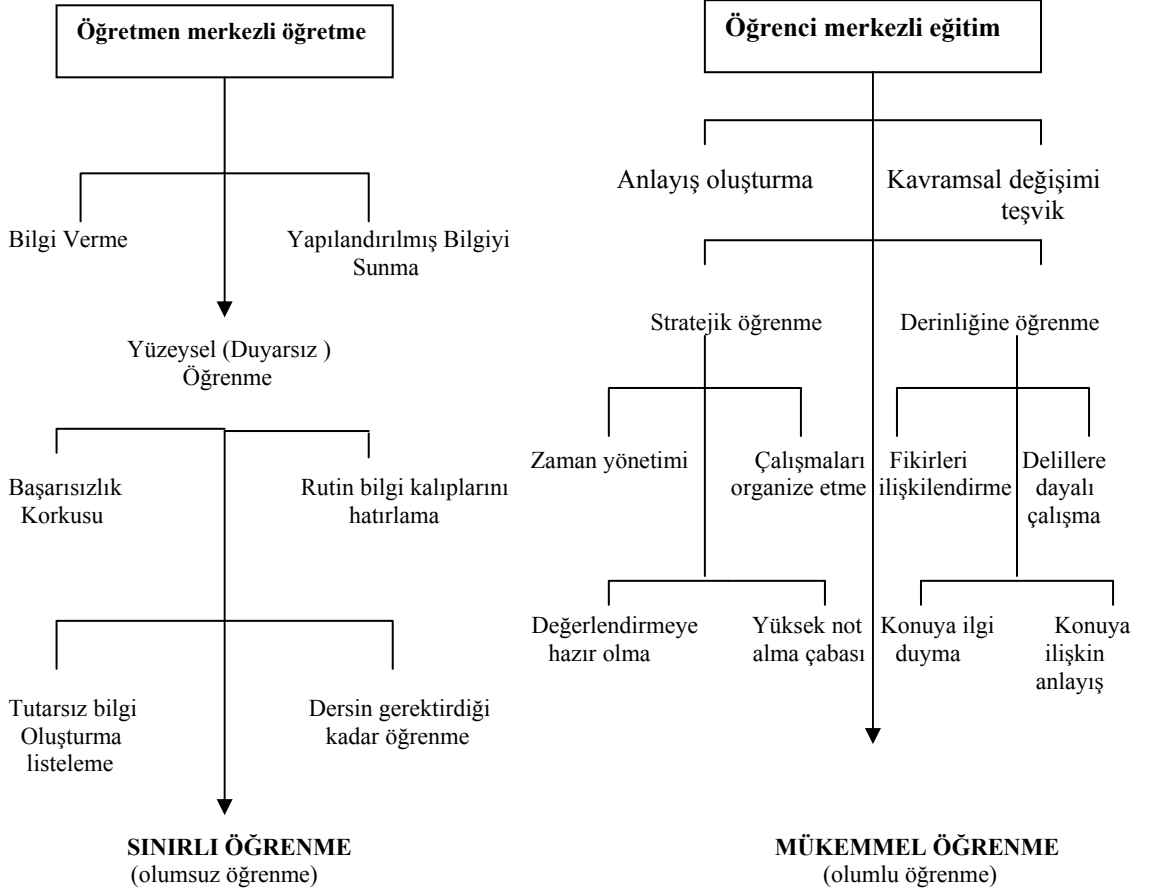 Öğretmen merkezli öğretme
Bilgi Verme
Yapılandırılmış Bilgiyi
Sunma
Yüzeysel (Duyarsız )
Öğrenme
Başarısızlık
Korkusu
Rutin bilgi kalıplarını
hatırlama
Tutarsız bilgi
Oluşturma
listeleme
Dersin gerektirdiği
kadar öğrenme
SINIRLI ÖĞRENME
(olumsuz öğrenme)
Öğrenci merkezli eğitim
Anlayış oluşturma
Kavramsal değişimi
teşvik
Stratejik öğrenme
Derinliğine öğrenme
Zaman yönetimi
Çalışmaları
organize etme
Fikirleri
ilişkilendirme
Delillere
dayalı
çalışma
Değerlendirmeye
hazır olma
Yüksek not
alma çabası
Konuya ilgi
duyma
Konuya
ilişkin
anlayış
MÜKEMMEL ÖĞRENME
(olumlu öğrenme)